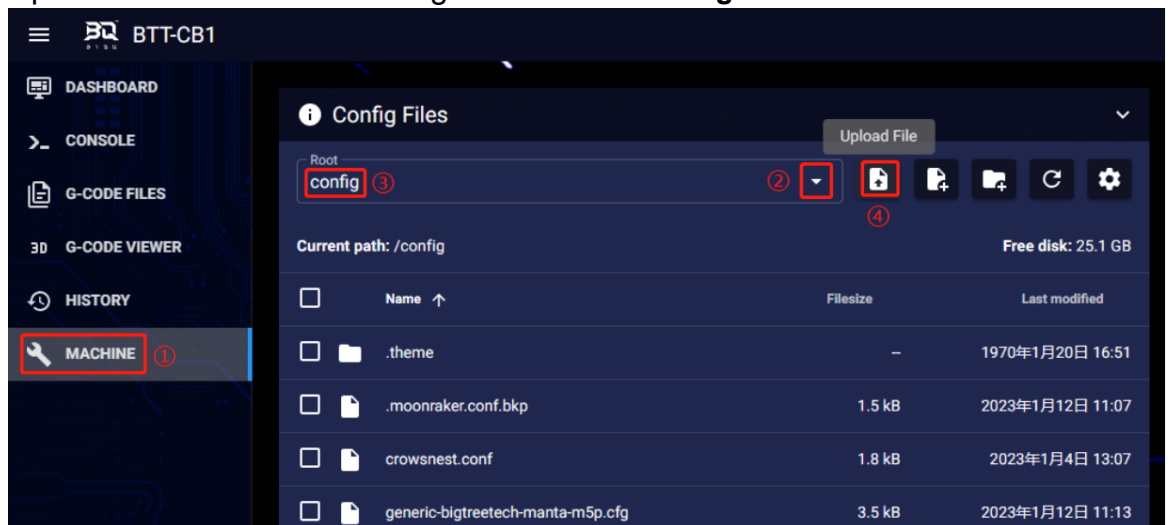 BQ BTT-CB1
DASHBOARD
CONSOLE
G-CODE FILES
3D G-CODE VIEWER
HISTORY
MACHINE ①
Config Files
Upload File
Root
config ③ ②
④
Current path: /config Free disk: 25.1 GB
Name ↑ Filesize Last modified
.theme -- 1970年1月20日 16:51
.moonraker.conf.bkp 1.5 kB 2023年1月12日 11:07
crowsnest.conf 1.8 kB 2023年1月4日 13:07
generic-bigtreetech-manta-m5p.cfg 3.5 kB 2023年1月12日 11:13